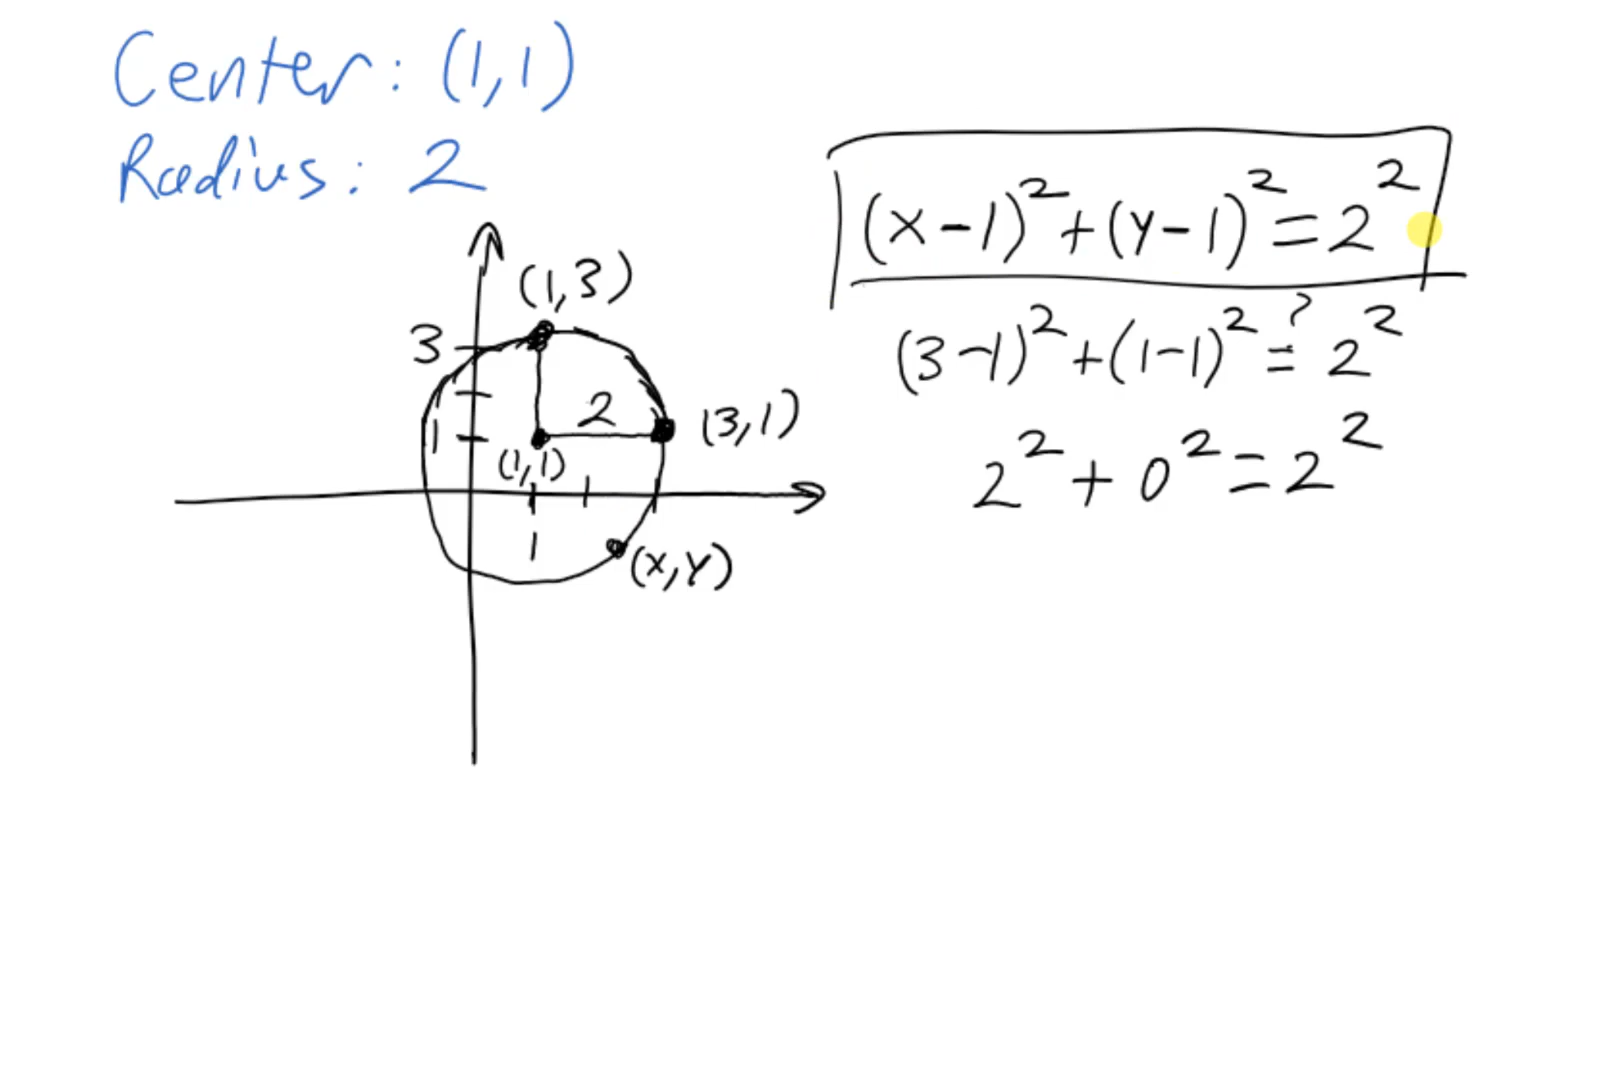 Center: (1,1)
Radius: 2
(x-1)²+(y-1)²=2²
(1,3)
3
(3-1)²+(1-1)²≟2²
2
(3,1)
1
(1,1)
2²+0²=2²
1
(x,y)